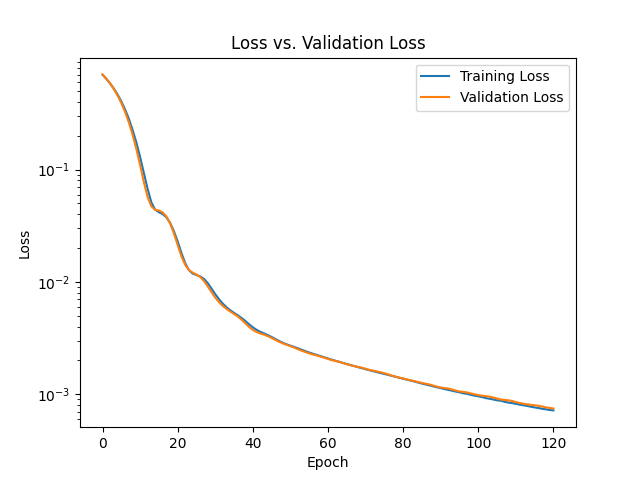 Loss vs. Validation Loss
Training Loss
Validation Loss
Loss
10⁻¹
10⁻²
10⁻³
0 20 40 60 80 100 120
Epoch